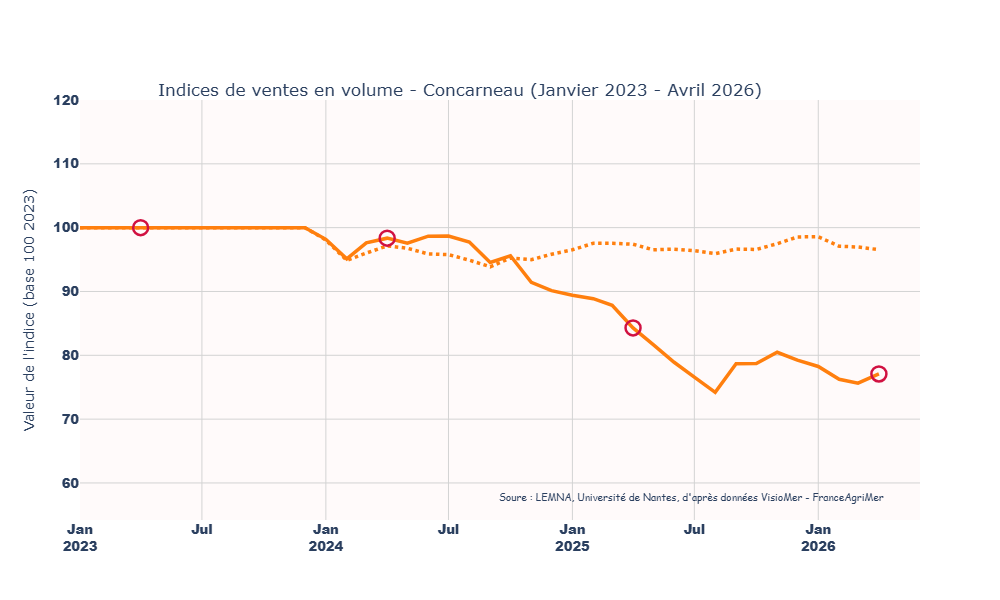 Indices de ventes en volume - Concarneau (Janvier 2023 - Avril 2026)
Valeur de l'indice (base 100 2023)
120
110
100
90
80
70
60
Soure : LEMNA, Université de Nantes, d'après données VisioMer - FranceAgriMer
Jan
2023
Jul
Jan
2024
Jul
Jan
2025
Jul
Jan
2026